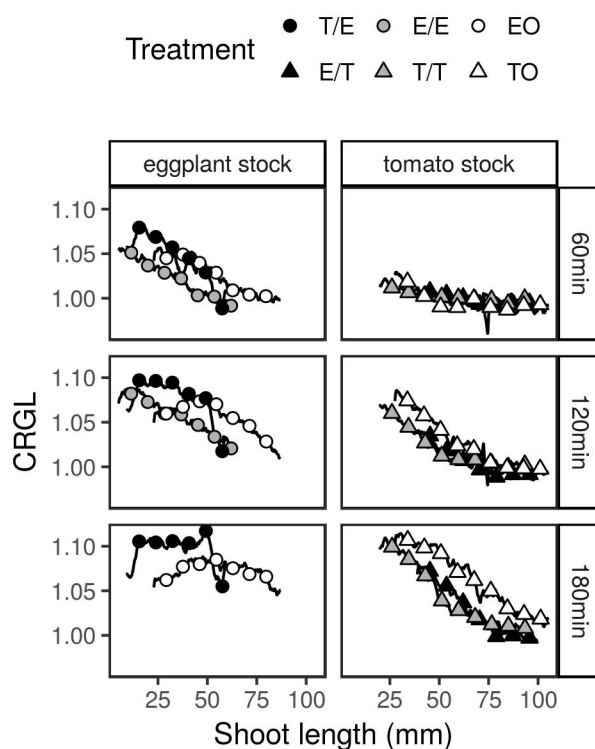 Treatment
T/E E/E EO
E/T T/T TO
eggplant stock tomato stock
1.10
1.05
1.00
60min
1.10
1.05
1.00
120min
1.10
1.05
1.00
180min
CRGL
25 50 75 100 25 50 75 100
Shoot length (mm)